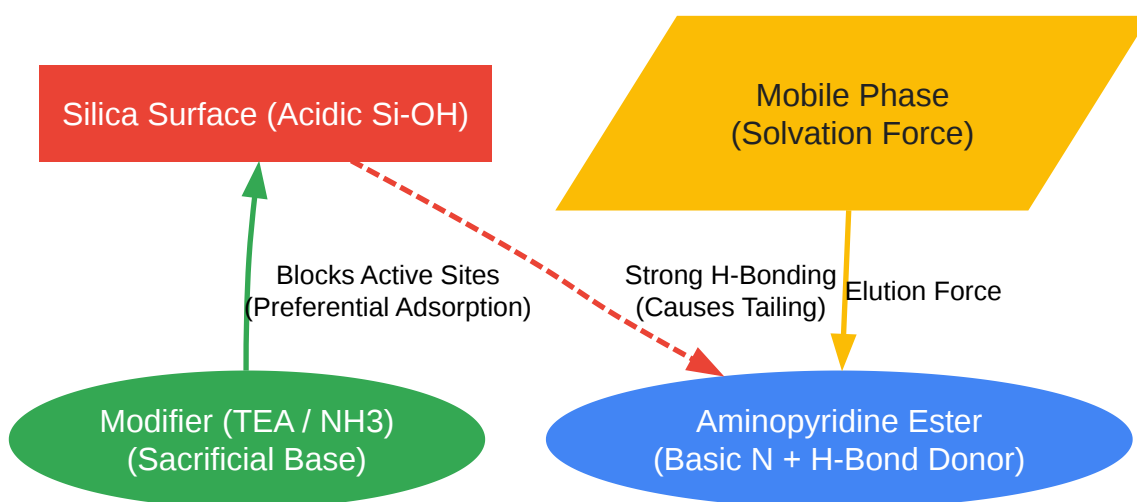 Silica Surface (Acidic Si-OH)
Mobile Phase
(Solvation Force)
Blocks Active Sites
(Preferential Adsorption)
Strong H-Bonding
(Causes Tailing)
Elution Force
Modifier (TEA / NH3)
(Sacrificial Base)
Aminopyridine Ester
(Basic N + H-Bond Donor)